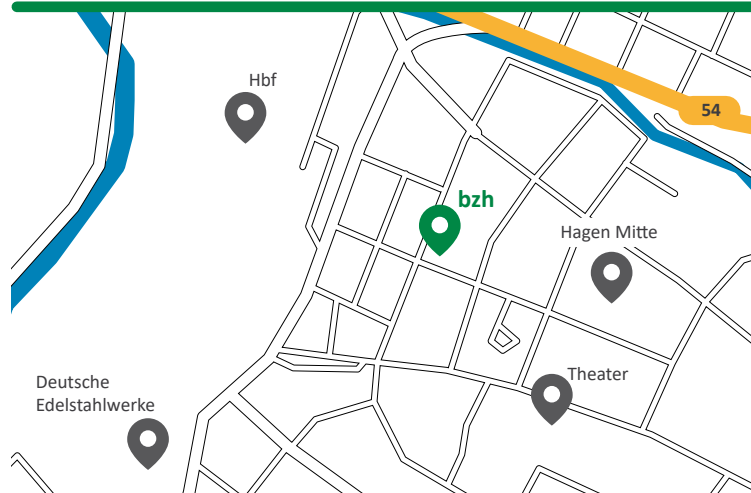 Hbf
54
bzh
Hagen Mitte
Theater
Deutsche
Edelstahlwerke